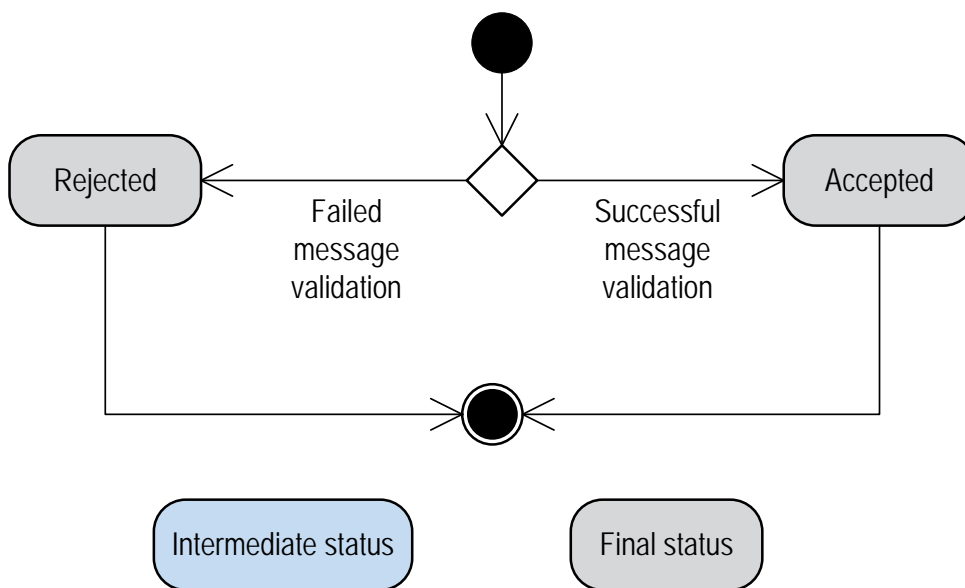 Rejected
Accepted
Failed
message
validation
Successful
message
validation
Intermediate status
Final status